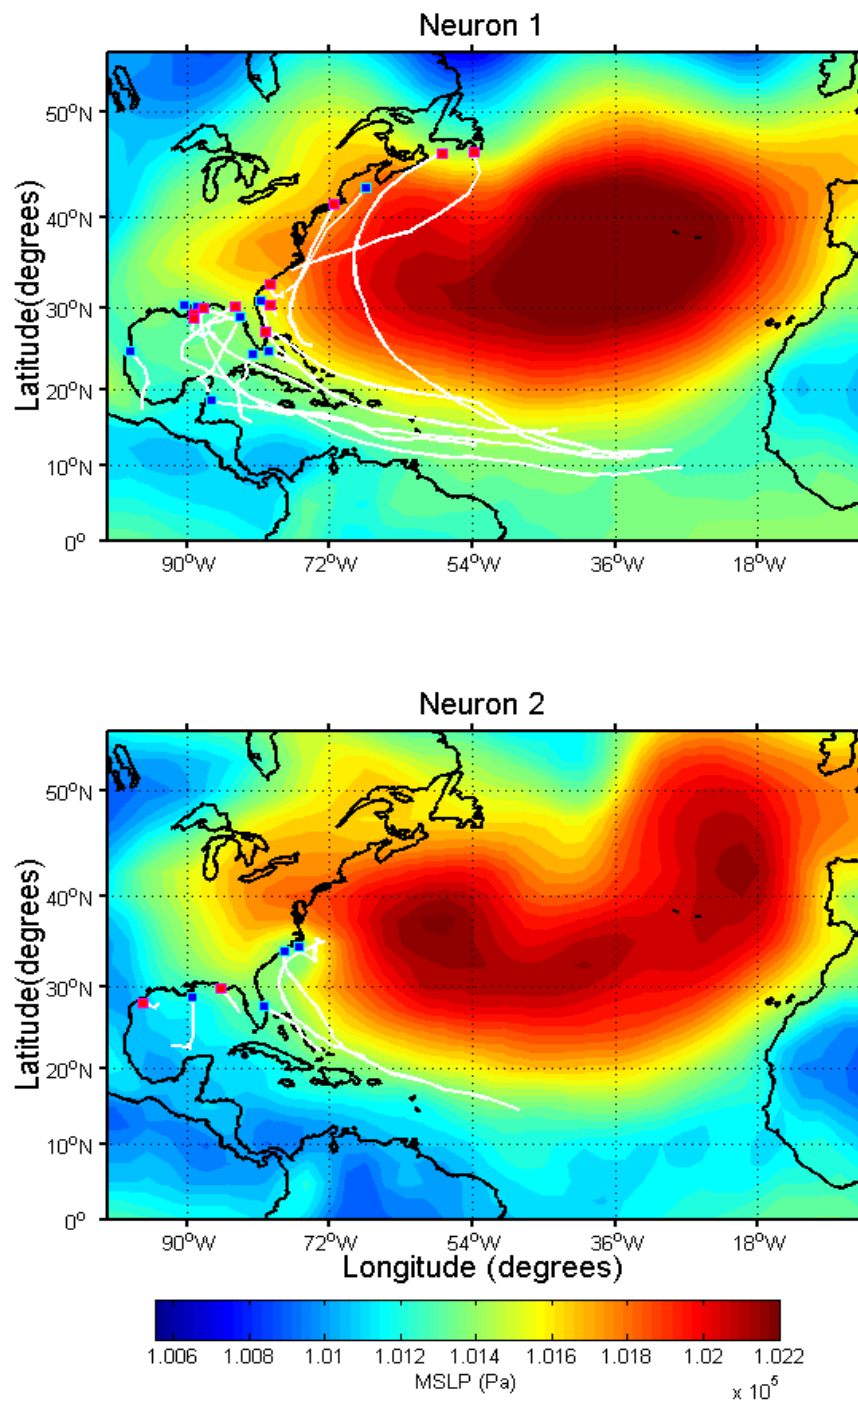 Neuron 1
Latitude(degrees)
50°N
40°N
30°N
20°N
10°N
0°
90°W 72°W 54°W 36°W 18°W
Neuron 2
Latitude(degrees)
50°N
40°N
30°N
20°N
10°N
0°
90°W 72°W 54°W 36°W 18°W
Longitude (degrees)
1.006 1.008 1.01 1.012 1.014 1.016 1.018 1.02 1.022
MSLP (Pa)
x 10⁵